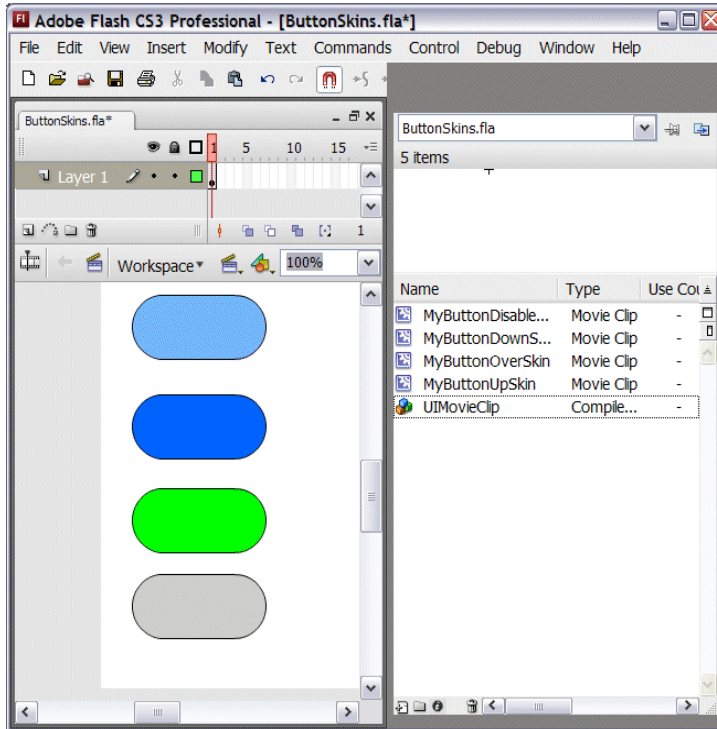 Adobe Flash CS3 Professional - [ButtonSkins.fla*]
File Edit View Insert Modify Text Commands Control Debug Window Help
ButtonSkins.fla*
1 5 10 15
Layer 1
1
Workspace 100%
ButtonSkins.fla
5 items
Name Type Use Cou
MyButtonDisable... Movie Clip -
MyButtonDownS... Movie Clip -
MyButtonOverSkin Movie Clip -
MyButtonUpSkin Movie Clip -
UIMovieClip Compile... -